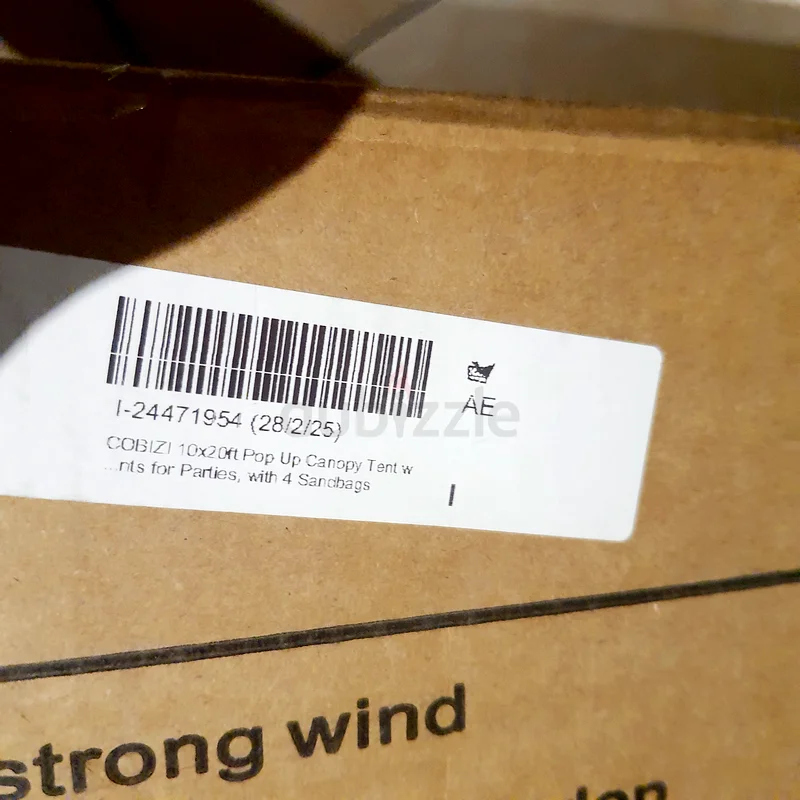 I-24471954 (28/2/25)
AE
COBIZI 10x20ft Pop Up Canopy Tent w
...nts for Parties, with 4 Sandbags
I
dubizzle
strong wind